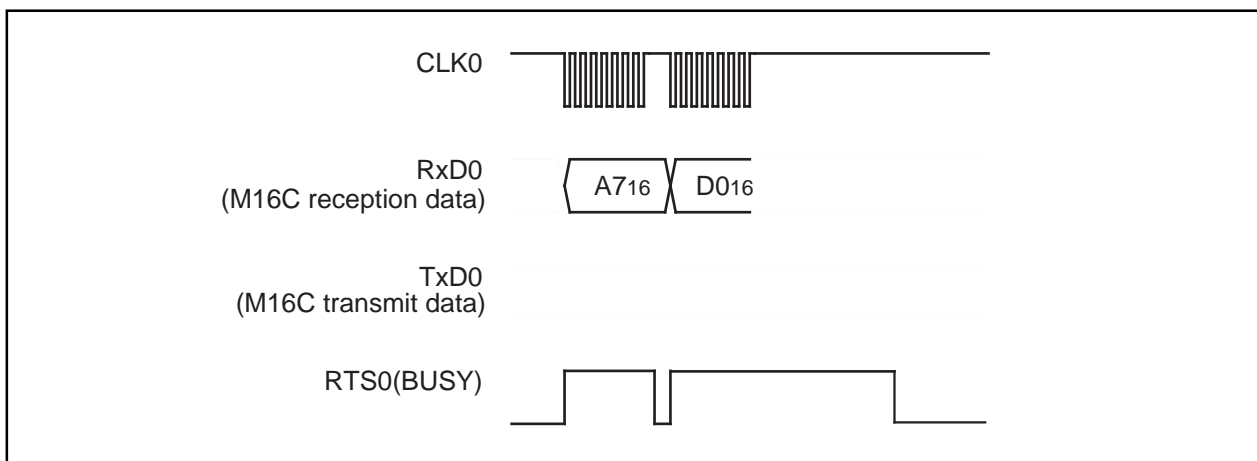 CLK0
RxD0
(M16C reception data)
A716
D016
TxD0
(M16C transmit data)
RTS0(BUSY)